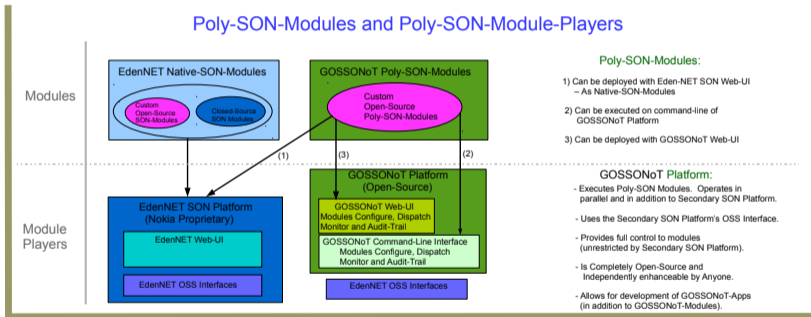 Poly-SON-Modules and Poly-SON-Module-Players
Modules
EdenNET Native-SON-Modules
Custom
Open-Source
SON-Modules
Closed-Source
SON Modules
GOSSONoT Poly-SON-Modules
Custom
Open-Source
Poly-SON-Modules
(1)
(3)
(2)
Poly-SON-Modules:
1) Can be deployed with Eden-NET SON Web-UI
– As Native-SON-Modules
2) Can be executed on command-line of
GOSSONoT Platform
3) Can be deployed with GOSSONoT Web-UI
Module
Players
EdenNET SON Platform
(Nokia Proprietary)
EdenNET Web-UI
EdenNET OSS Interfaces
GOSSONoT Platform
(Open-Source)
GOSSONoT Web-UI
Modules Configure, Dispatch
Monitor and Audit-Trail
GOSSONoT Command-Line Interface
Modules Configure, Dispatch
Monitor and Audit-Trail
EdenNET OSS Interfaces
GOSSONoT Platform:
- Executes Poly-SON Modules. Operates in
parallel and in addition to Secondary SON Platform.
- Uses the Secondary SON Platform's OSS Interface.
- Provides full control to modules
(unrestricted by Secondary SON Platform).
- Is Completely Open-Source and
Independently enhanceable by Anyone.
- Allows for development of GOSSONoT-Apps
(in addition to GOSSONoT-Modules).